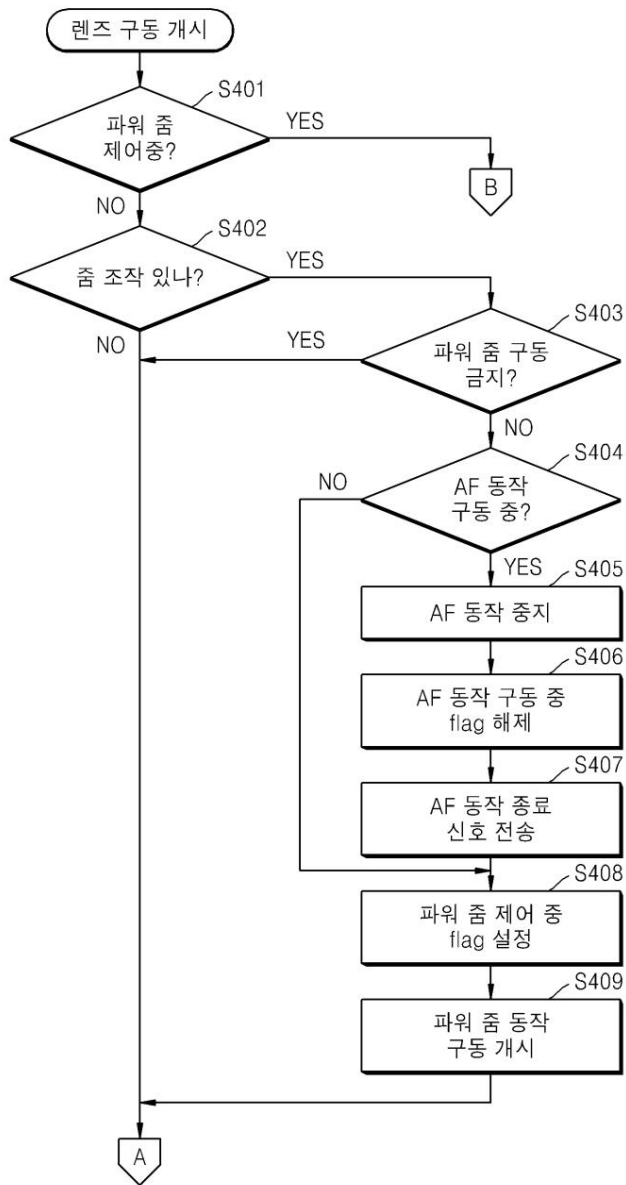 렌즈 구동 개시
S401
파워 줌
제어중?
YES
B
NO
S402
줌 조작 있나?
YES
NO
S403
파워 줌 구동
금지?
YES
NO
S404
AF 동작
구동 중?
NO
YES
S405
AF 동작 중지
S406
AF 동작 구동 중
flag 해제
S407
AF 동작 종료
신호 전송
S408
파워 줌 제어 중
flag 설정
S409
파워 줌 동작
구동 개시
A